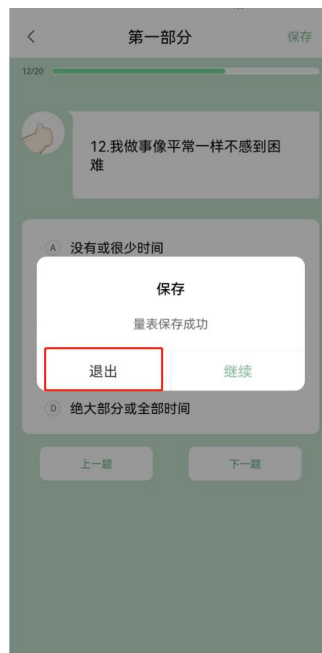 第一部分
保存
12/20
12.我做事像平常一样不感到困
难
A 没有或很少时间
保存
量表保存成功
退出
继续
D 绝大部分或全部时间
上一题
下一题